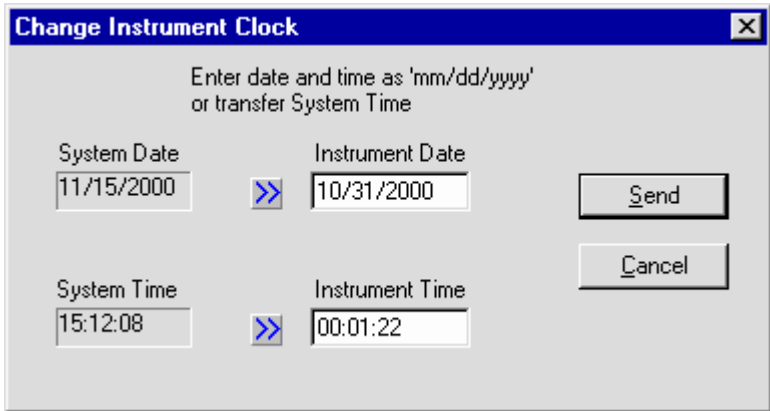 Change Instrument Clock
Enter date and time as 'mm/dd/yyyy'
or transfer System Time
System Date
Instrument Date
11/15/2000
>>
10/31/2000
Send
Cancel
System Time
Instrument Time
15:12:08
>>
00:01:22